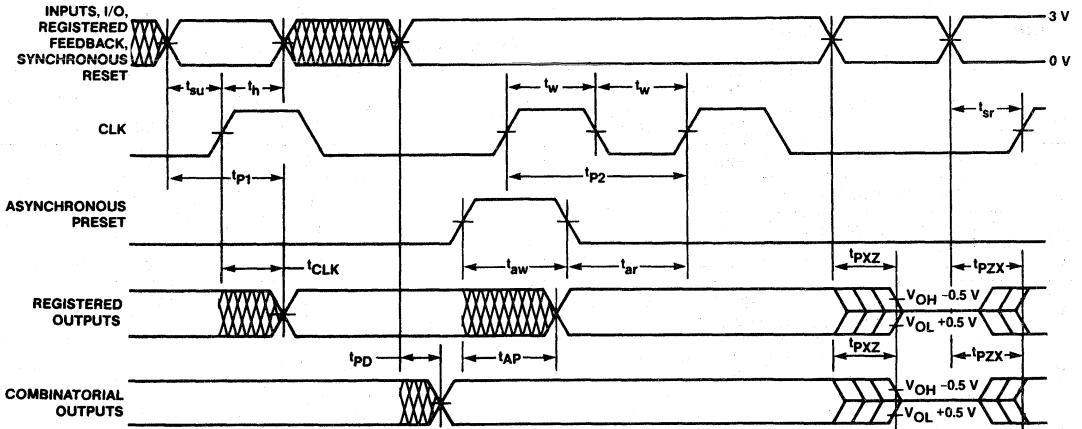 INPUTS, I/O,
REGISTERED
FEEDBACK,
SYNCHRONOUS
RESET
3 V
0 V
tsu
th
tw
tw
tsr
CLK
tP1
tP2
ASYNCHRONOUS
PRESET
tCLK
taw
tar
tPXZ
tPZX
REGISTERED
OUTPUTS
VOH −0.5 V
VOL +0.5 V
tPD
tAP
tPXZ
tPZX
COMBINATORIAL
OUTPUTS
VOH −0.5 V
VOL +0.5 V